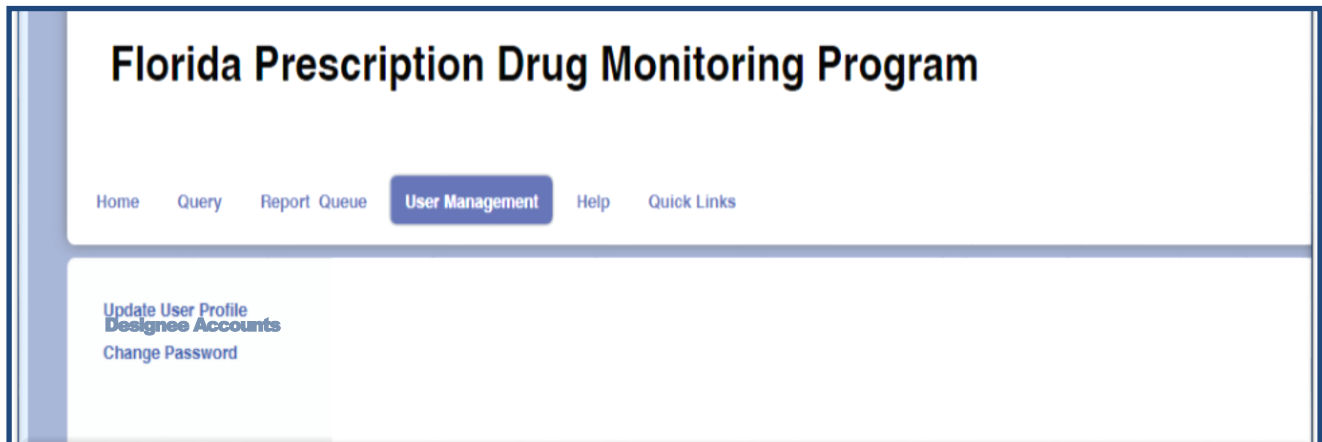 Florida Prescription Drug Monitoring Program
Home Query Report Queue User Management Help Quick Links
Update User Profile
Designee Accounts
Change Password